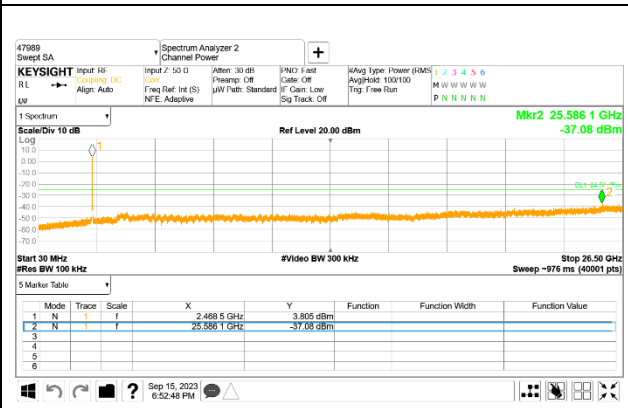 47989
Swept SA
Spectrum Analyzer 2
Channel Power
+
KEYSIGHT
Input: RF
Input Z: 50 Ω
Atten: 30 dB
PNO: Fast
#Avg Type: Power (RMS
1 2 3 4 5 6
R L
Coupling: DC
Corr
Preamp: Off
Gate: Off
Avg|Hold: 100/100
M W W W W W
Align: Auto
Freq Ref: Int (S)
µW Path: Standard
IF Gain: Low
Trig: Free Run
NFE: Adaptive
Sig Track: Off
P N N N N N
1 Spectrum
Mkr2 25.586 1 GHz
Scale/Div 10 dB
Ref Level 20.00 dBm
-37.08 dBm
Log
10.0
0.00
-10.0
-20.0
-30.0
-40.0
-50.0
-60.0
-70.0
1
2
Start 30 MHz
#Video BW 300 kHz
Stop 26.50 GHz
#Res BW 100 kHz
Sweep ~976 ms (40001 pts)
5 Marker Table
Mode Trace Scale X Y Function Function Width Function Value
1 N 1 f 2.468 5 GHz 3.805 dBm
2 N 1 f 25.586 1 GHz -37.08 dBm
3
4
5
6
?
Sep 15, 2023
6:52:48 PM